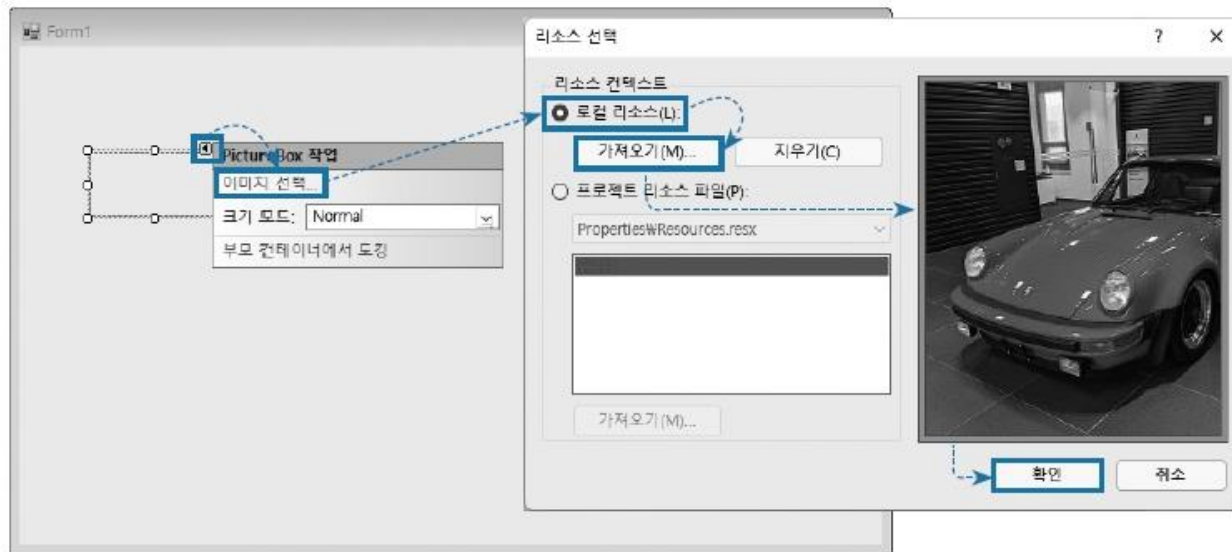 Form1
PictureBox 작업
이미지 선택...
크기 모드: Normal
부모 컨테이너에서 도킹
리소스 선택
? ×
리소스 컨텍스트
로컬 리소스(L):
가져오기(M)... 지우기(C)
프로젝트 리소스 파일(P):
Properties₩Resources.resx
가져오기(M)...
확인 취소